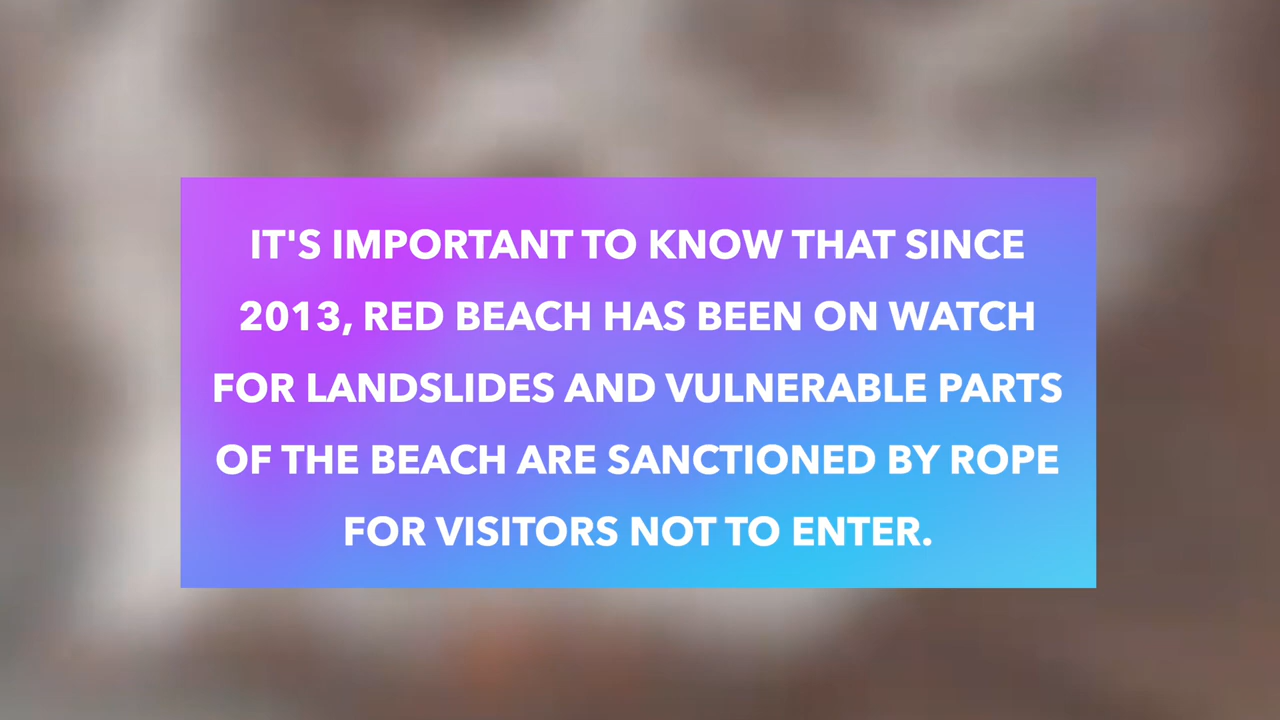 IT'S IMPORTANT TO KNOW THAT SINCE
2013, RED BEACH HAS BEEN ON WATCH
FOR LANDSLIDES AND VULNERABLE PARTS
OF THE BEACH ARE SANCTIONED BY ROPE
FOR VISITORS NOT TO ENTER.